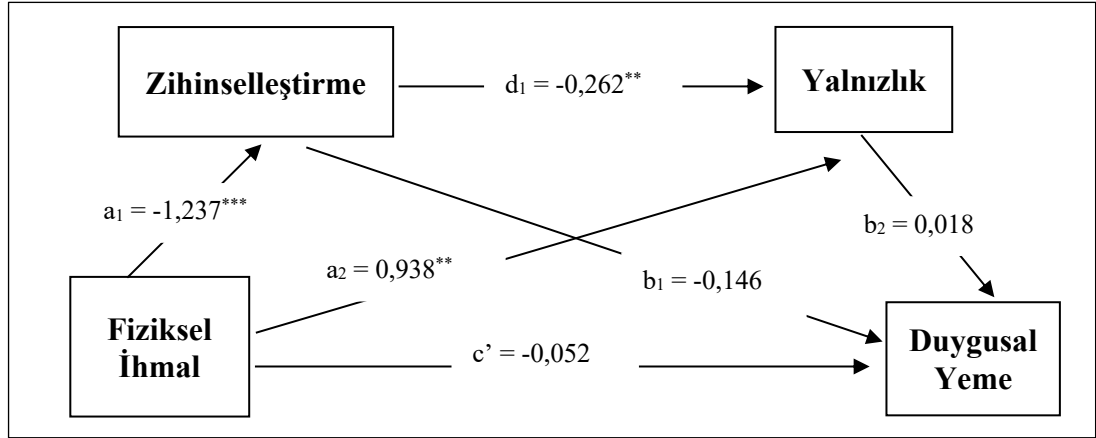 Zihinselleştirme
d1 = -0,262**
Yalnızlık
a1 = -1,237***
b2 = 0,018
a2 = 0,938**
b1 = -0,146
Fiziksel
İhmal
c’ = -0,052
Duygusal
Yeme